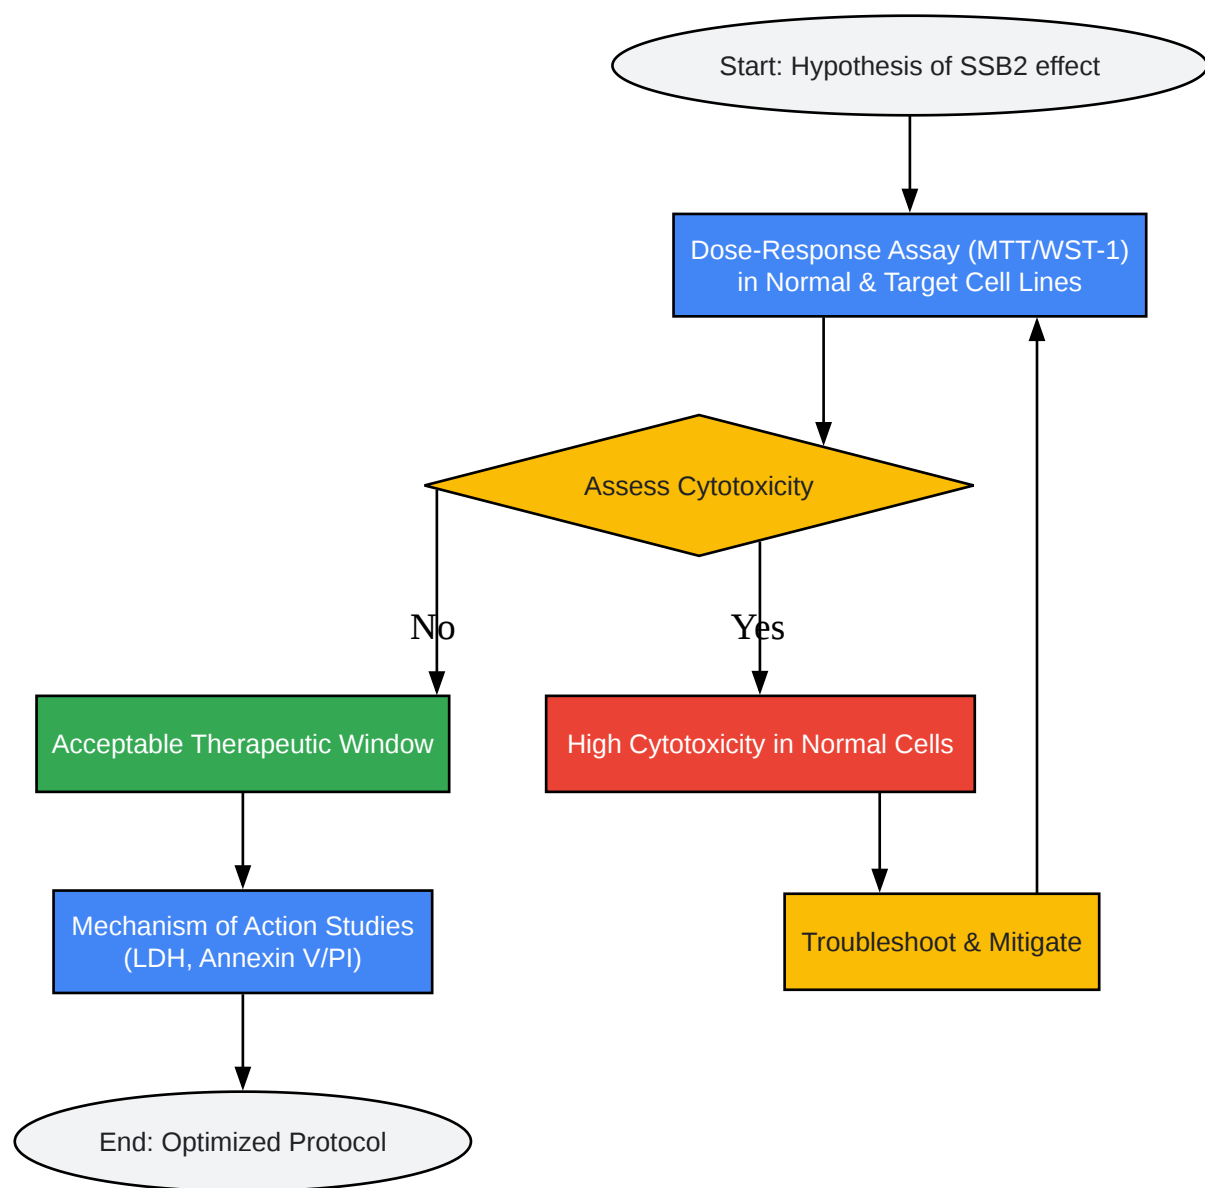 Start: Hypothesis of SSB2 effect
Dose-Response Assay (MTT/WST-1)
in Normal & Target Cell Lines
Assess Cytotoxicity
No
Yes
Acceptable Therapeutic Window
High Cytotoxicity in Normal Cells
Mechanism of Action Studies
(LDH, Annexin V/PI)
Troubleshoot & Mitigate
End: Optimized Protocol